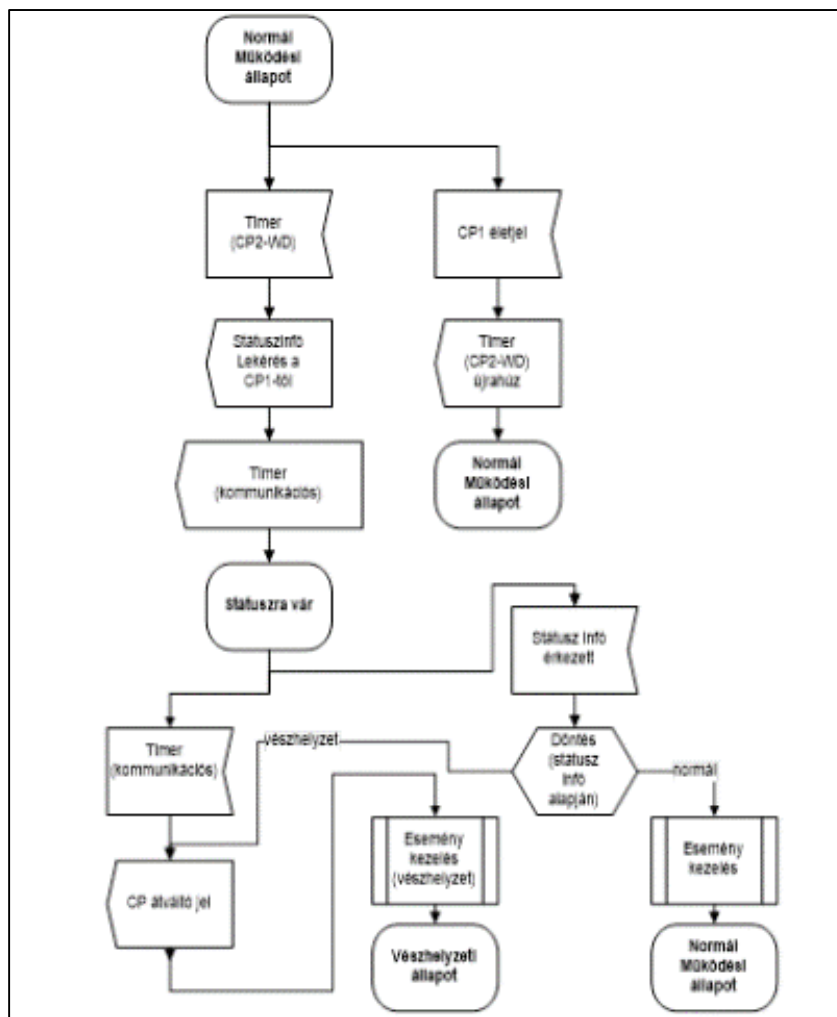 Normál
Működési
állapot
Timer
(CP2-WD)
CP1 életjel
Státuszinfó
Lekérés a
CP1-től
Timer
(CP2-WD)
újrahúz
Timer
(kommunikációs)
Normál
Működési
állapot
Státuszra vár
Státusz Infó
érkezett
Timer
(kommunikációs)
vészhelyzet
Döntés
(státusz
Infó
alapján)
normál
Esemény
kezelés
(vészhelyzet)
Esemény
kezelés
CP átváltó jel
Vészhelyzeti
állapot
Normál
Működési
állapot